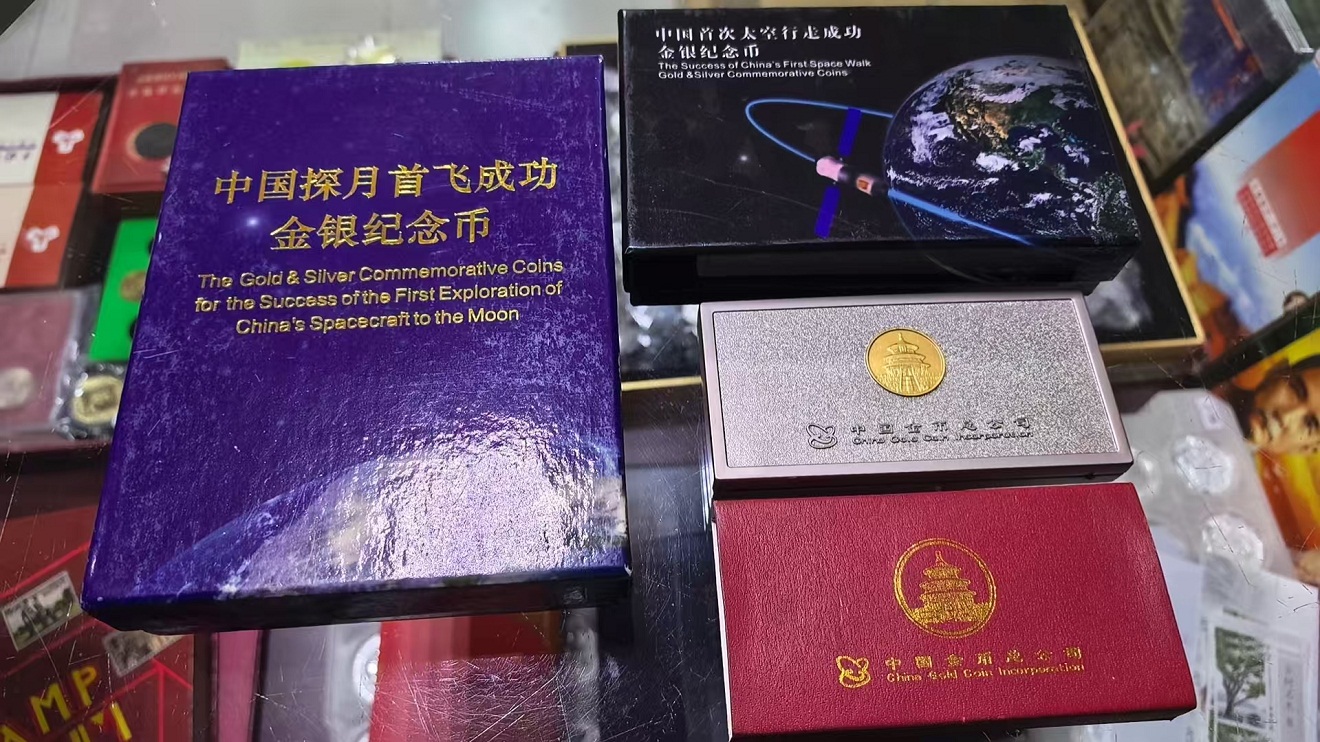 中国探月首飞成功
金银纪念币
The Gold & Silver Commemorative Coins
for the Success of the First Exploration of
China's Spacecraft to the Moon
中国首次太空行走成功
金银纪念币
The Success of China's First Space Walk
Gold &Silver Commemorative Coins
中国金币总公司
China Gold Coin Incorporation
中国金币总公司
China Gold Coin Incorporation
AMP